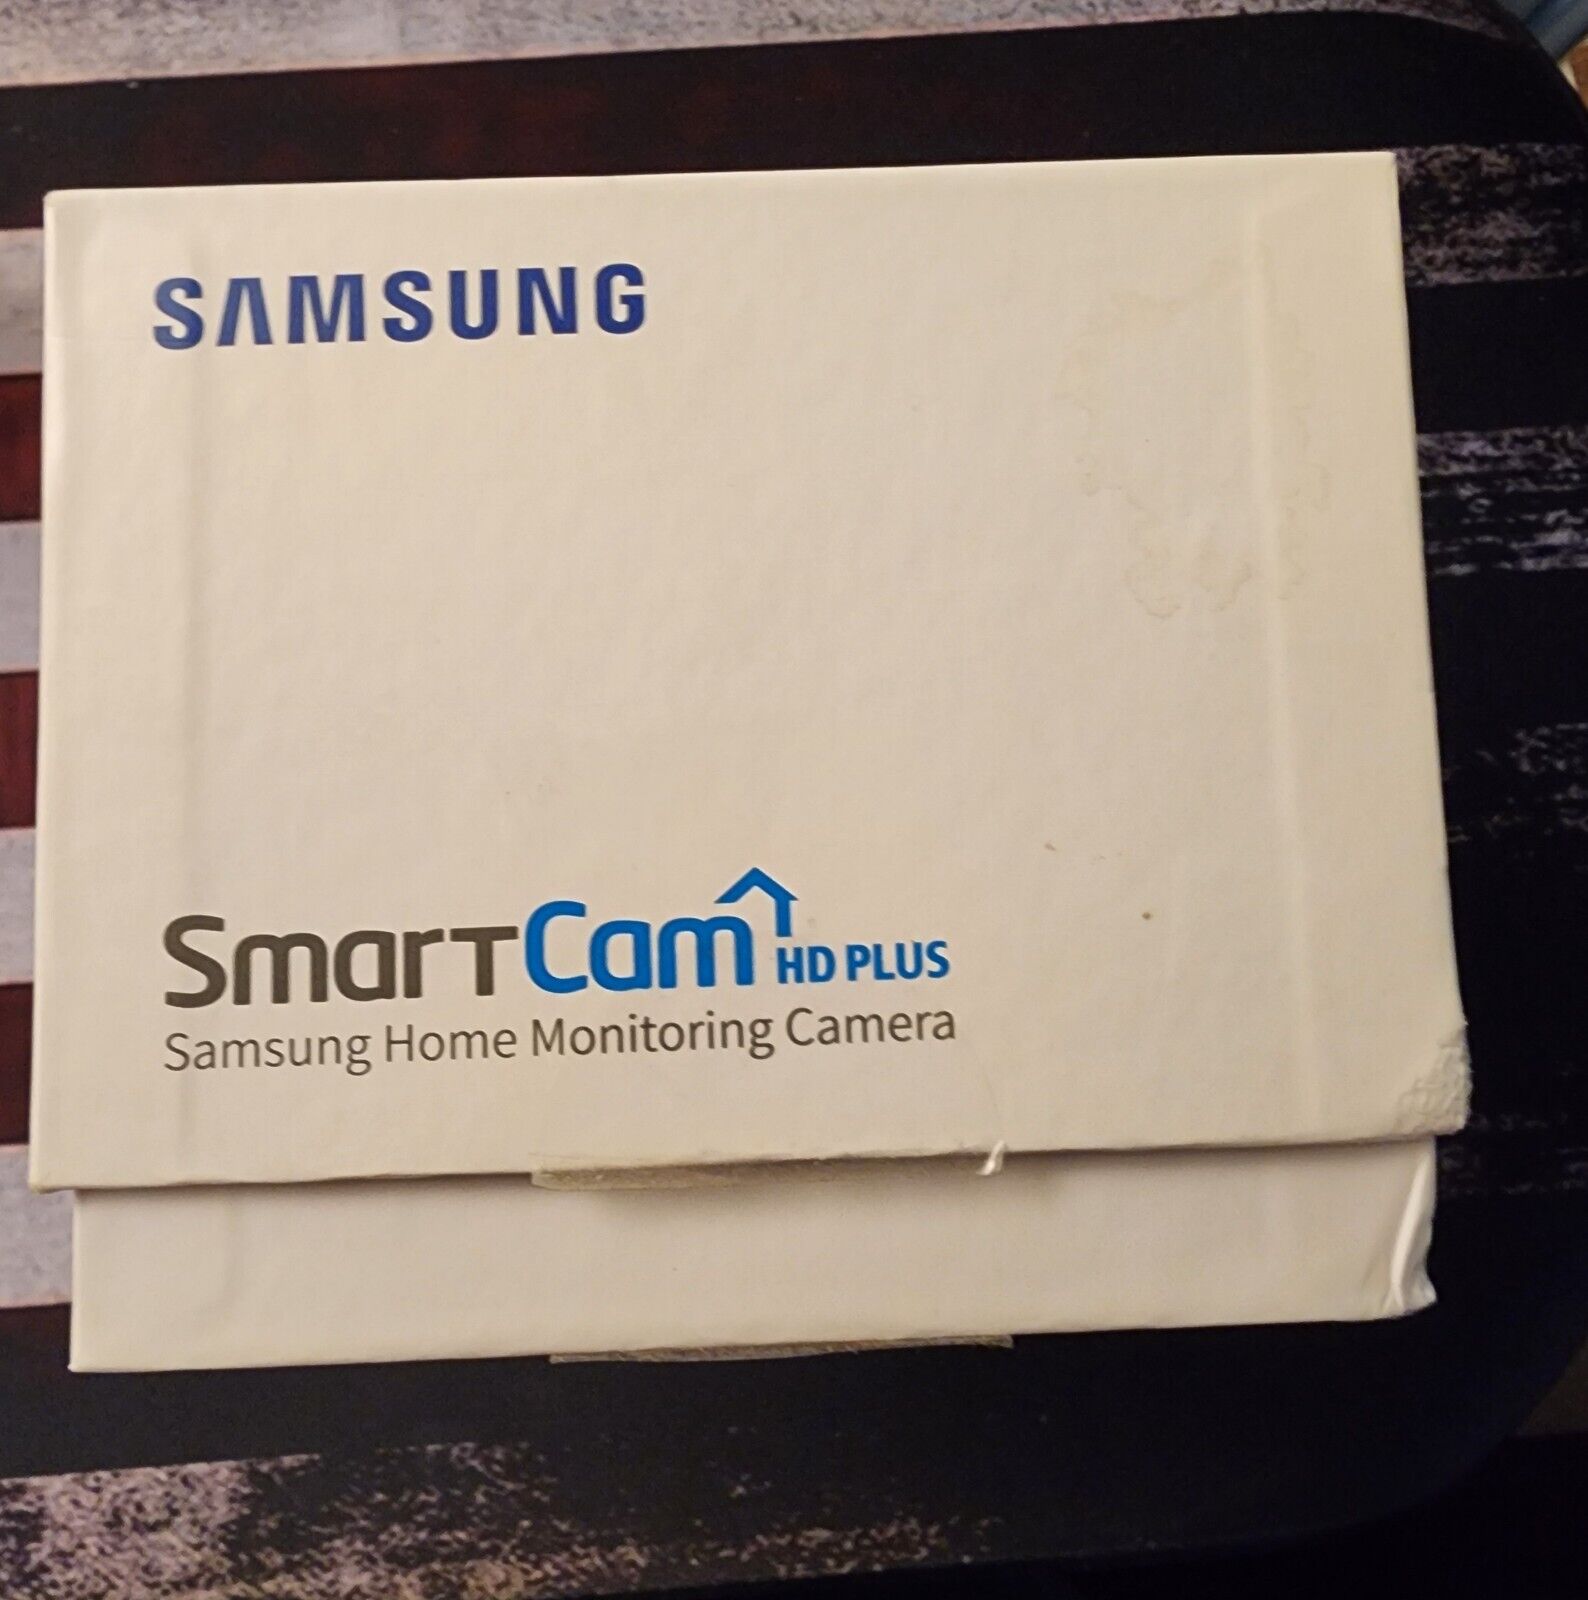 SAMSUNG
SmartCam HD PLUS
Samsung Home Monitoring Camera